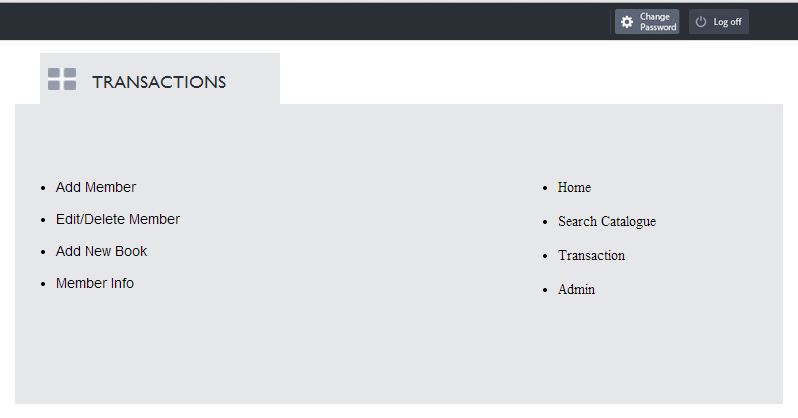 Change
Password
Log off
TRANSACTIONS
Add Member
Edit/Delete Member
Add New Book
Member Info
Home
Search Catalogue
Transaction
Admin